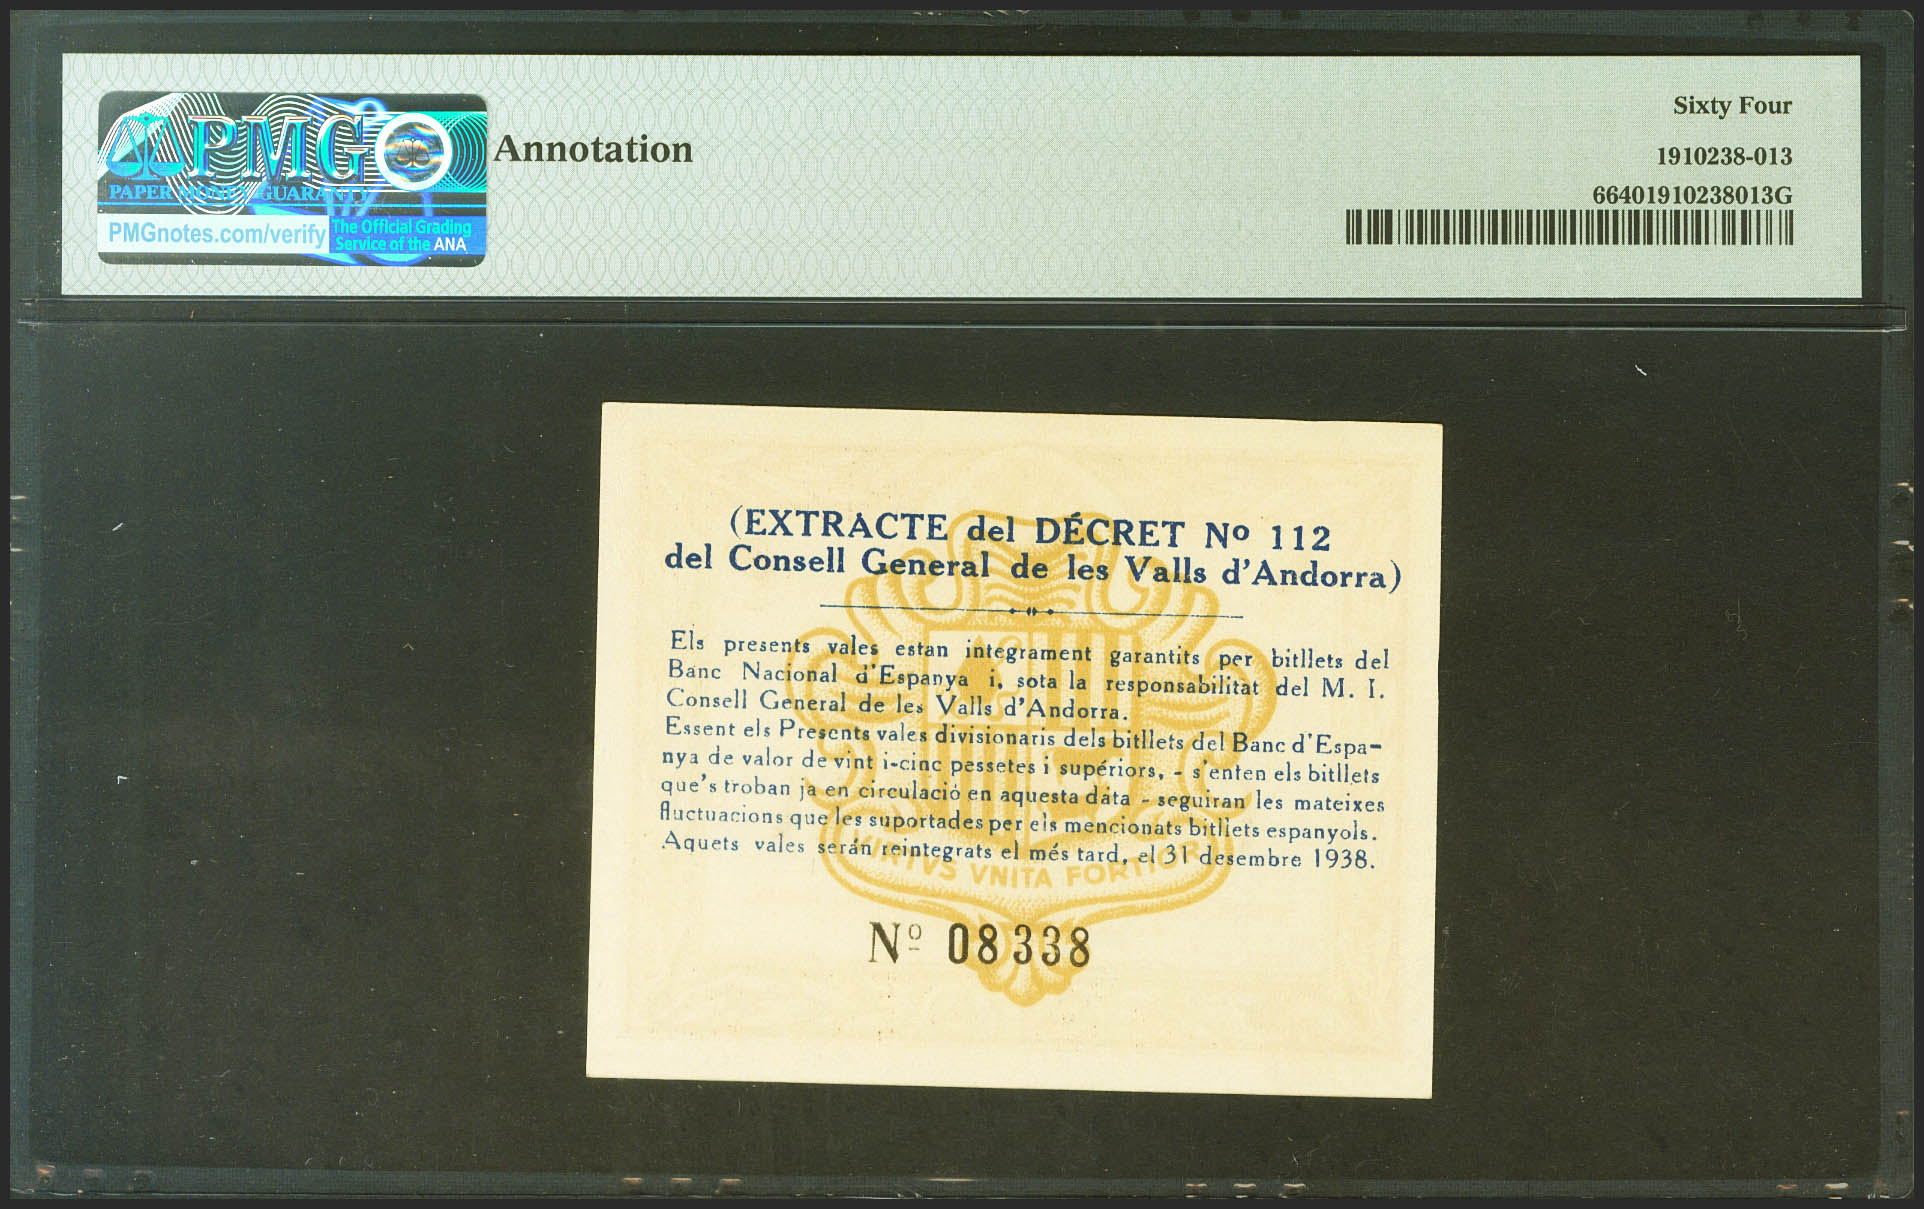 PMG
PAPER MONEY GUARANTY
PMGnotes.com/verify
The Official Grading
Service of the ANA
Annotation
Sixty Four
1910238-013
66401910238013G
(EXTRACTE del DÉCRET Nº 112
del Consell General de les Valls d'Andorra)
Els presents vales estan integrament garantits per bitllets del
Banc Nacional d'Espanya i, sota la responsabilitat del M. I.
Consell General de les Valls d'Andorra.
Essent els Presents vales divisionaris dels bitllets del Banc d'Espa-
nya de valor de vint i-cinc pessetes i supériors, - s'enten els bitllets
que's troban ja en circulació en aquesta dáta - seguiran les mateixes
fluctuacions que les suportades per els mencionats bitllets espanyols.
Aquets vales serán reintegrats el més tard, el 31 desembre 1938.
VIRTVS VNITA FORTIOR
Nº 08338